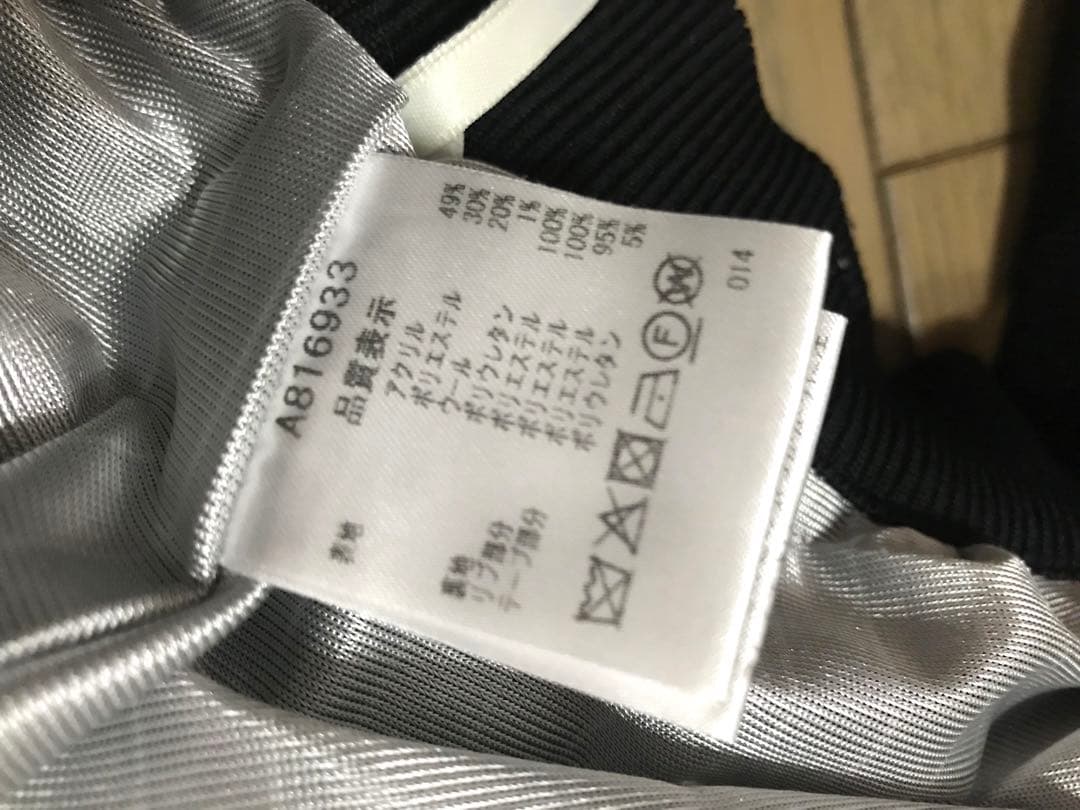 A816933
品質表示
表地 アクリル 49%
ポリエステル 30%
ウール 20%
ポリウレタン 1%
裏地 ポリエステル 100%
リブ部分 ポリエステル 100%
テープ部分 ポリエステル 95%
ポリウレタン 5%
F W
014